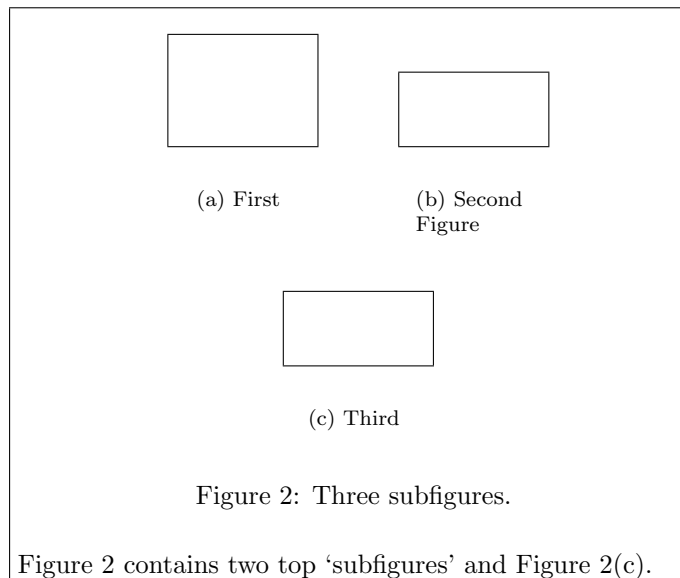 (a) First
(b) Second
Figure
(c) Third
Figure 2: Three subfigures.
Figure 2 contains two top ‘subfigures’ and Figure 2(c).